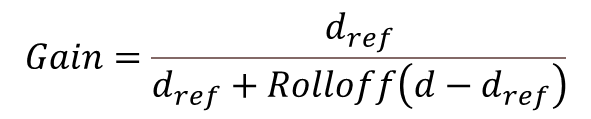 Gain = d_ref / (d_ref + Rolloff(d − d_ref))